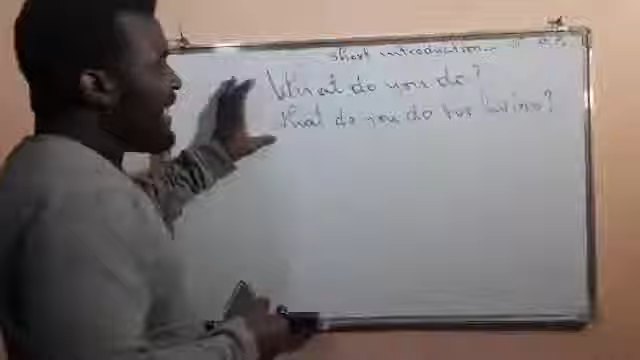 short introduction
What do you do?
What do you do for living?